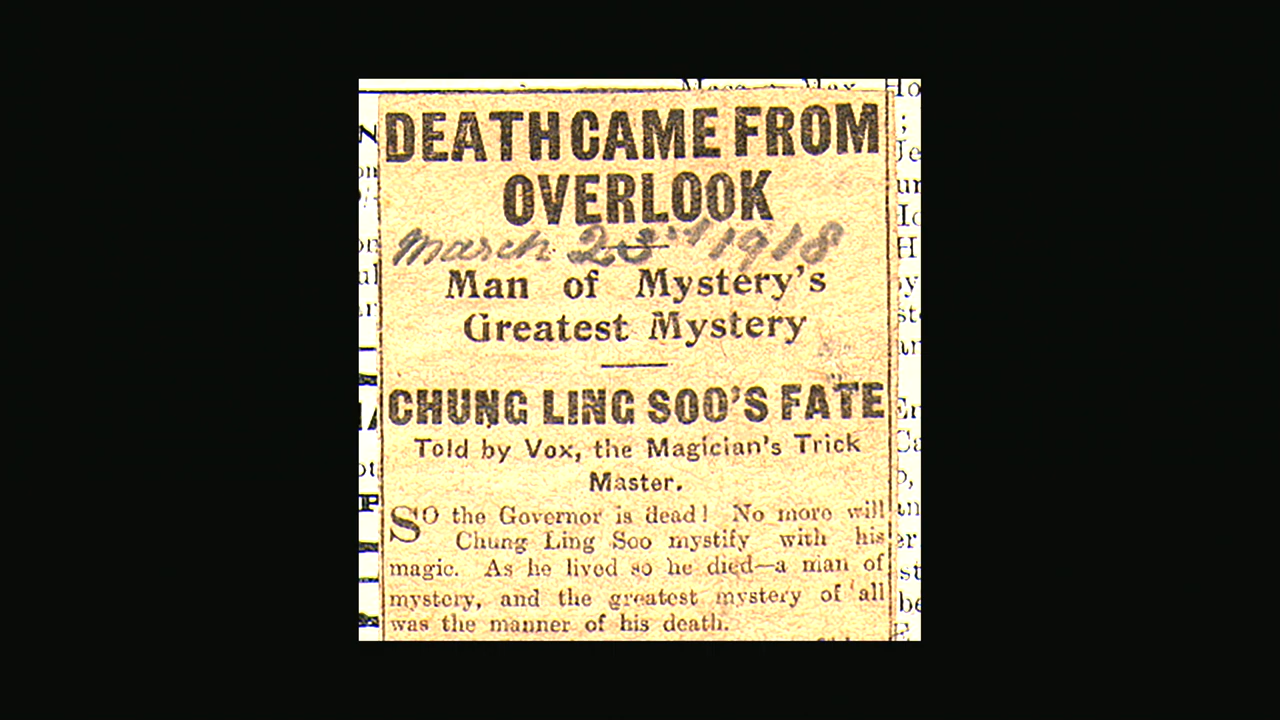 DEATH CAME FROM
OVERLOOK
March 23rd 1918
Man of Mystery's
Greatest Mystery
CHUNG LING SOO'S FATE
Told by Vox, the Magician's Trick
Master.
SO the Governor is dead! No more will
Chung Ling Soo mystify with his
magic. As he lived so he died—a man of
mystery, and the greatest mystery of all
was the manner of his death.